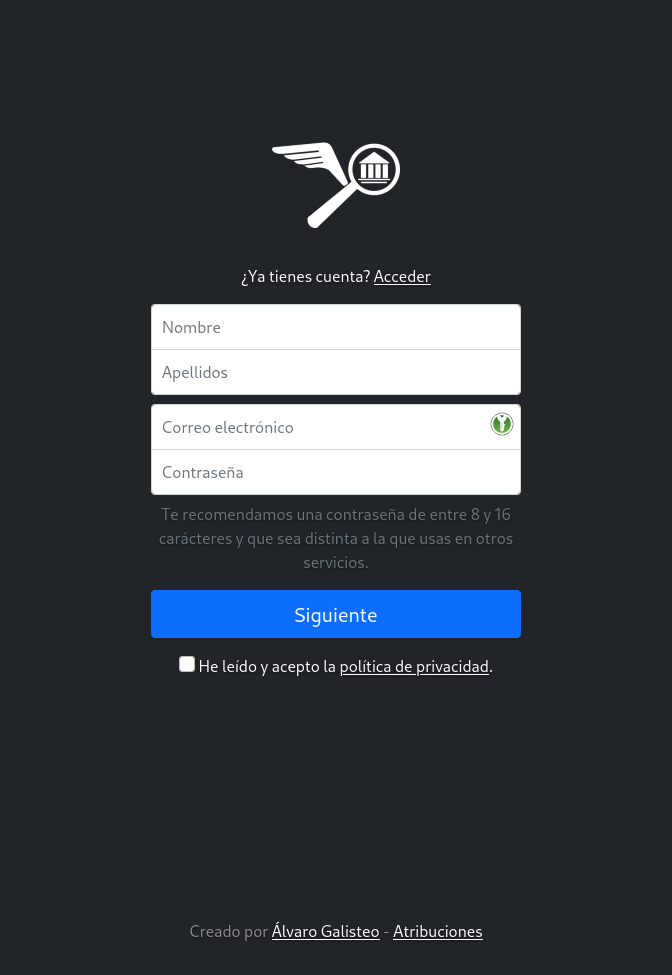 ¿Ya tienes cuenta? Acceder
Nombre
Apellidos
Correo electrónico
Contraseña
Te recomendamos una contraseña de entre 8 y 16
carácteres y que sea distinta a la que usas en otros
servicios.
Siguiente
He leído y acepto la política de privacidad.
Creado por Álvaro Galisteo - Atribuciones